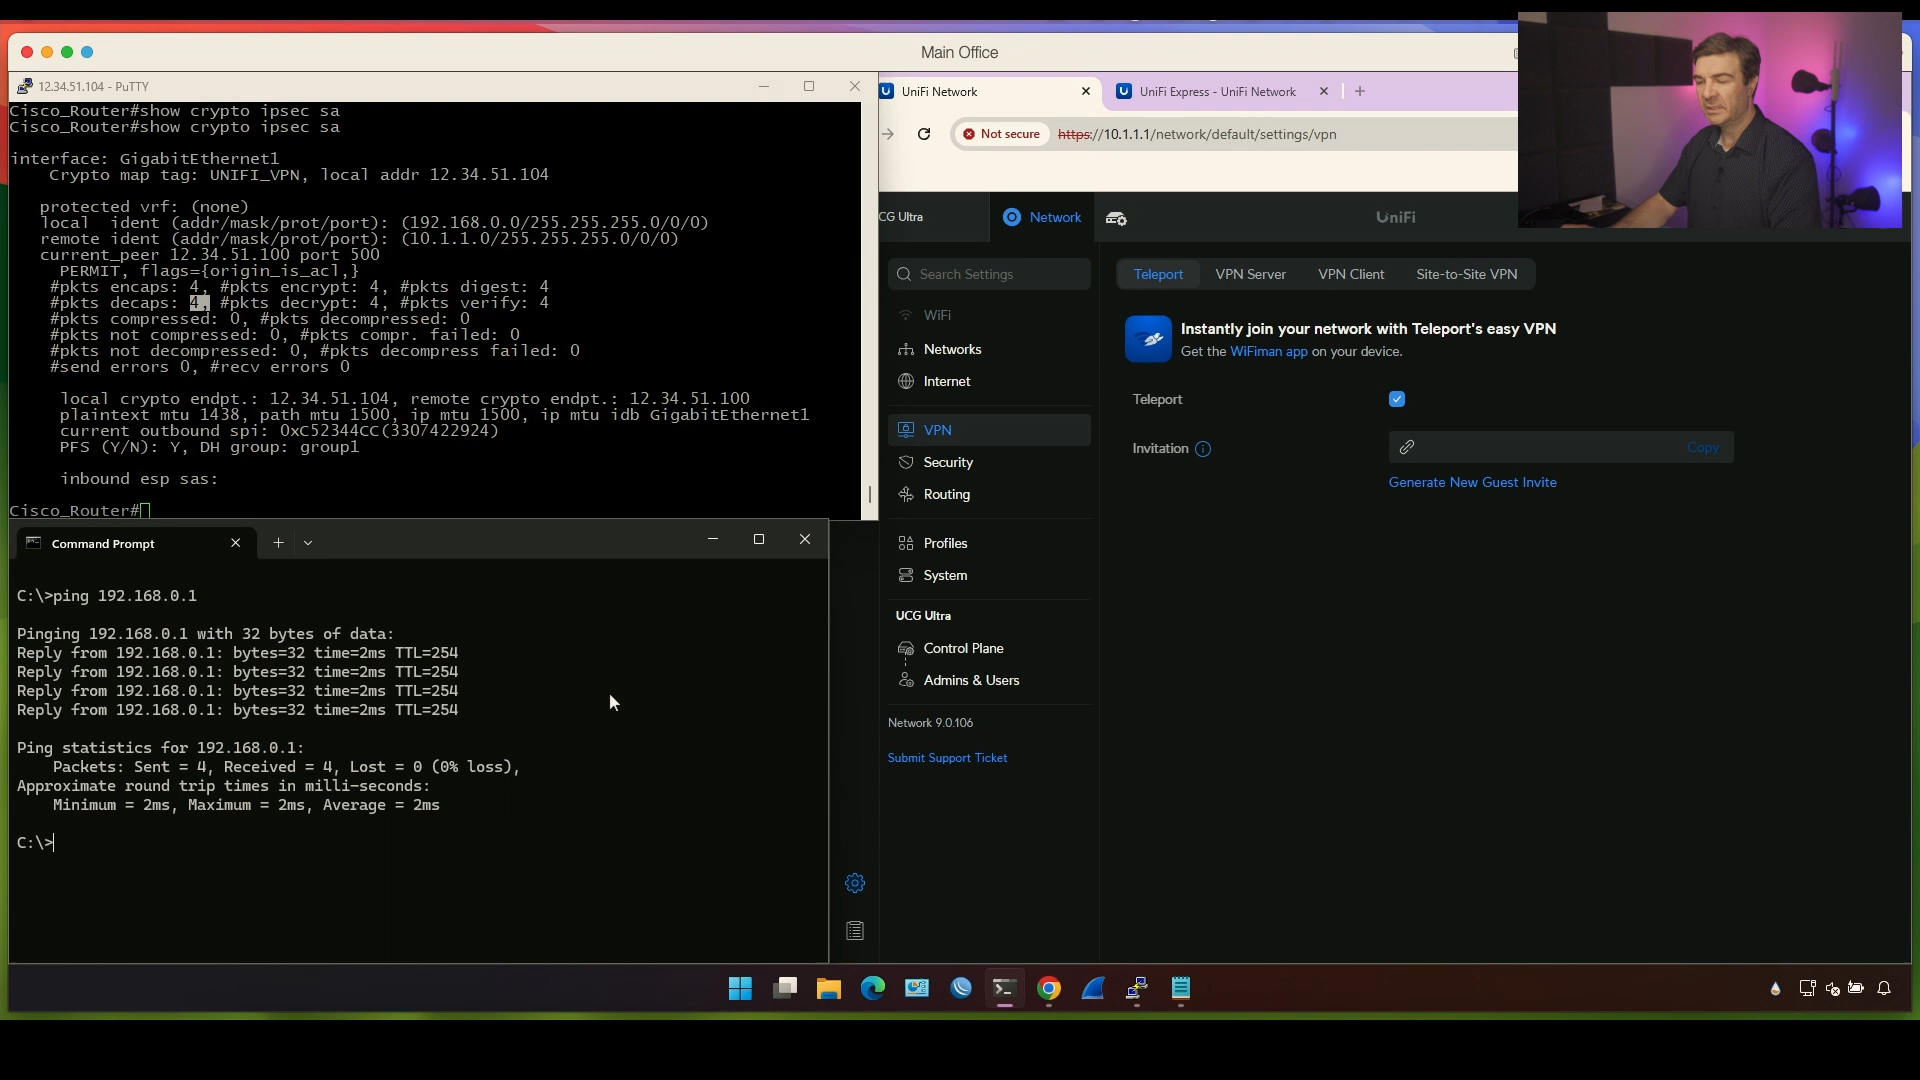 Main Office
12.34.51.104 - PuTTY
Cisco_Router#show crypto ipsec sa
Cisco_Router#show crypto ipsec sa
interface: GigabitEthernet1
Crypto map tag: UNIFI_VPN, local addr 12.34.51.104
protected vrf: (none)
local  ident (addr/mask/prot/port): (192.168.0.0/255.255.255.0/0/0)
remote ident (addr/mask/prot/port): (10.1.1.0/255.255.255.0/0/0)
current_peer 12.34.51.100 port 500
PERMIT, flags={origin_is_acl,}
#pkts encaps: 4, #pkts encrypt: 4, #pkts digest: 4
#pkts decaps: 4, #pkts decrypt: 4, #pkts verify: 4
#pkts compressed: 0, #pkts decompressed: 0
#pkts not compressed: 0, #pkts compr. failed: 0
#pkts not decompressed: 0, #pkts decompress failed: 0
#send errors 0, #recv errors 0
local crypto endpt.: 12.34.51.104, remote crypto endpt.: 12.34.51.100
plaintext mtu 1438, path mtu 1500, ip mtu 1500, ip mtu idb GigabitEthernet1
current outbound spi: 0xC52344CC(3307422924)
PFS (Y/N): Y, DH group: group1
inbound esp sas:
Cisco_Router#
Command Prompt
C:\>ping 192.168.0.1
Pinging 192.168.0.1 with 32 bytes of data:
Reply from 192.168.0.1: bytes=32 time=2ms TTL=254
Reply from 192.168.0.1: bytes=32 time=2ms TTL=254
Reply from 192.168.0.1: bytes=32 time=2ms TTL=254
Reply from 192.168.0.1: bytes=32 time=2ms TTL=254
Ping statistics for 192.168.0.1:
Packets: Sent = 4, Received = 4, Lost = 0 (0% loss),
Approximate round trip times in milli-seconds:
Minimum = 2ms, Maximum = 2ms, Average = 2ms
C:\>
UniFi Network
UniFi Express - UniFi Network
Not secure https://10.1.1.1/network/default/settings/vpn
CG Ultra
Network
UniFi
Search Settings
WiFi
Networks
Internet
VPN
Security
Routing
Profiles
System
UCG Ultra
Control Plane
Admins & Users
Network 9.0.106
Submit Support Ticket
Teleport VPN Server VPN Client Site-to-Site VPN
Instantly join your network with Teleport's easy VPN
Get the WiFiman app on your device.
Teleport
Invitation
Copy
Generate New Guest Invite